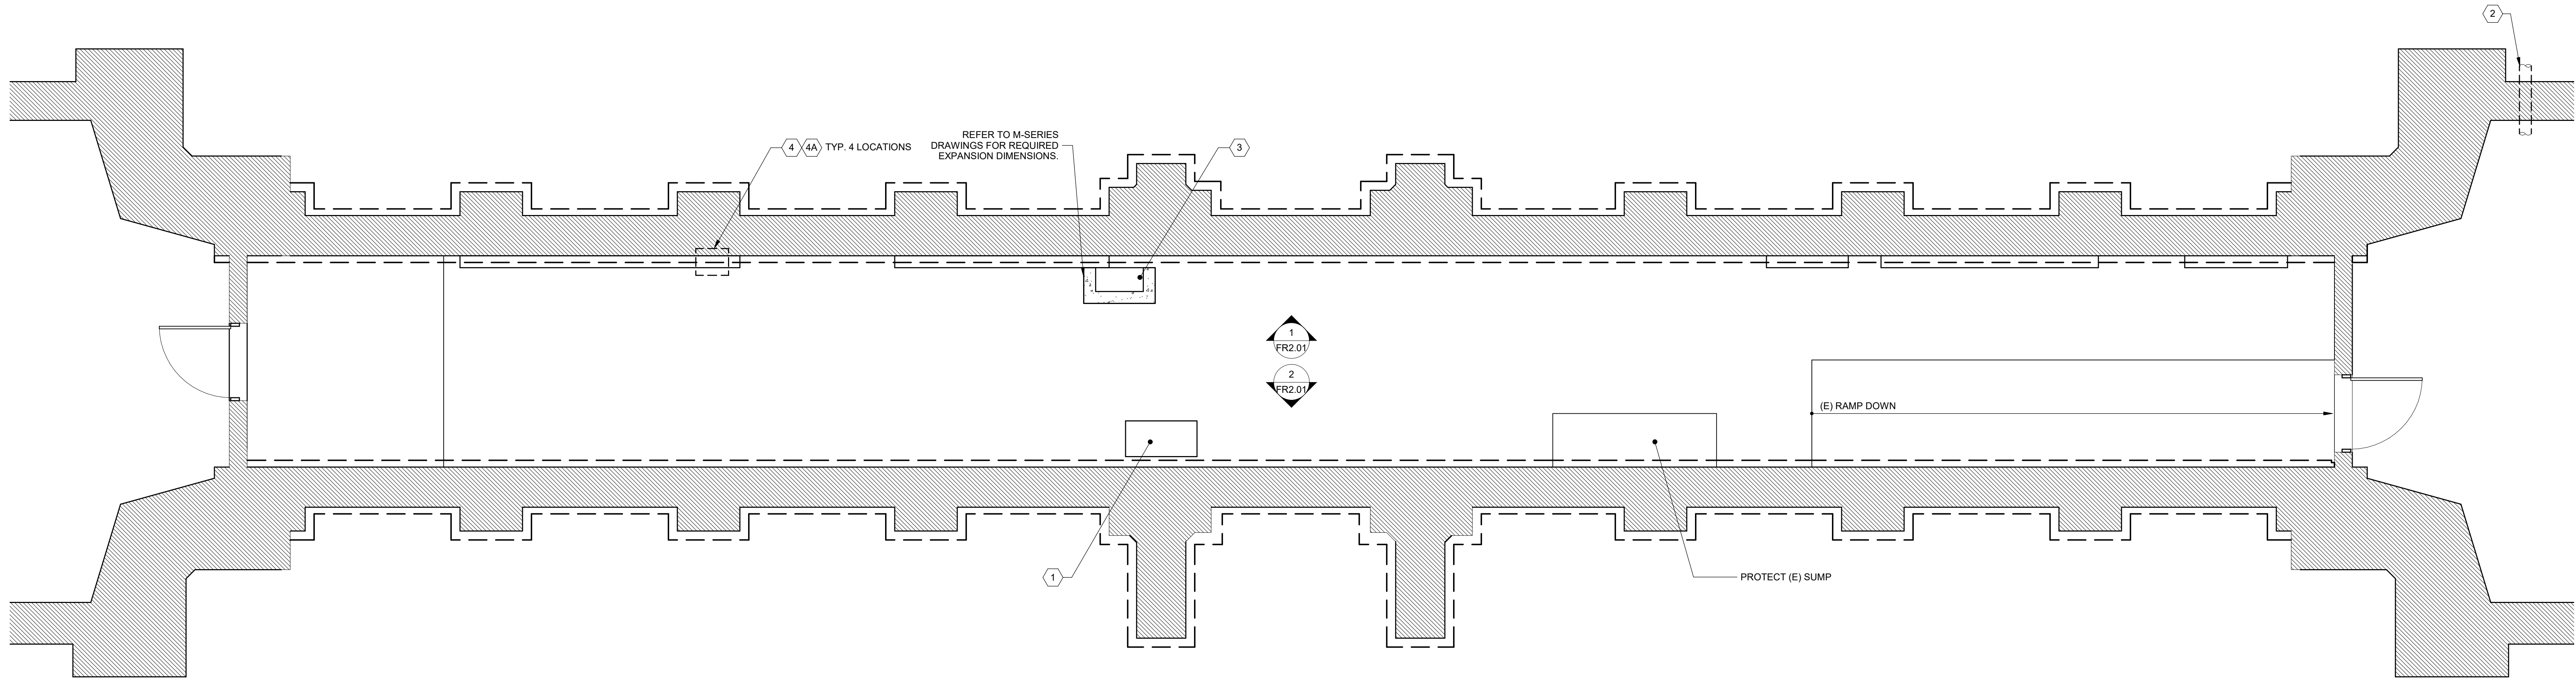 2
4 4A TYP. 4 LOCATIONS
REFER TO M-SERIES
DRAWINGS FOR REQUIRED
EXPANSION DIMENSIONS.
3
1
FR2.01
2
FR2.01
(E) RAMP DOWN
1
PROTECT (E) SUMP